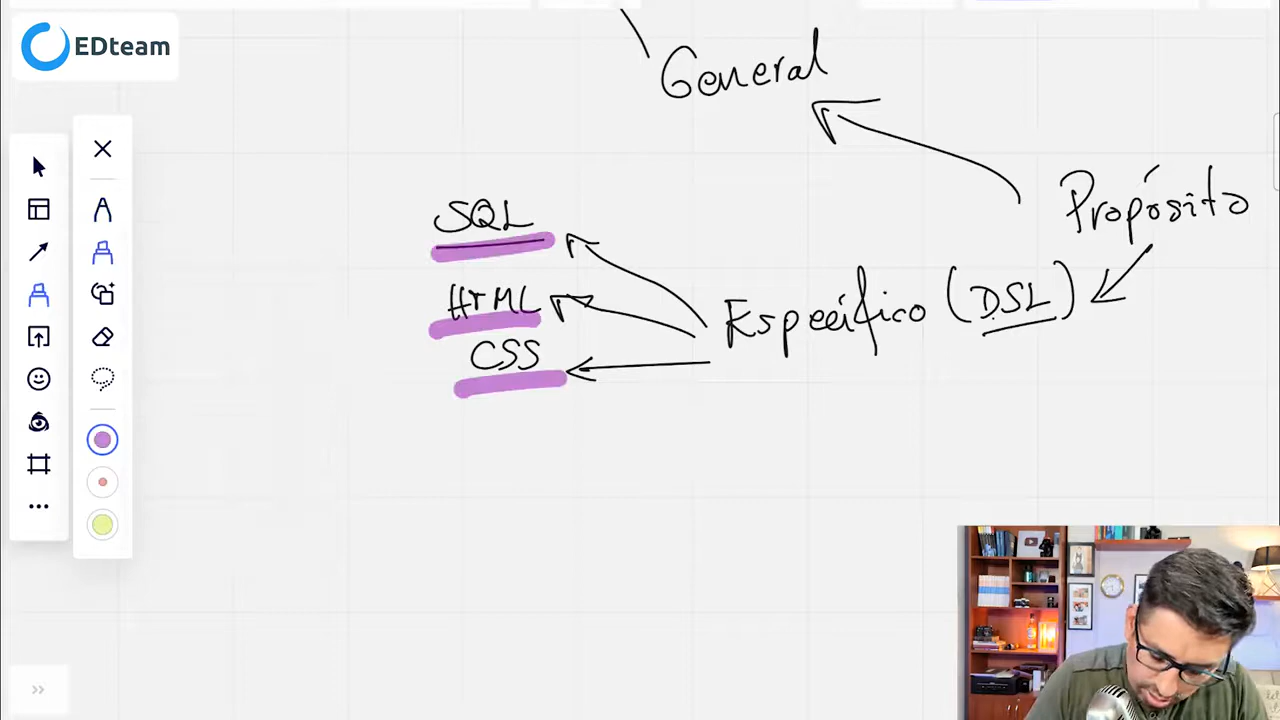 EDteam
General
Propósito
SQL
HTML
Específico (DSL)
CSS